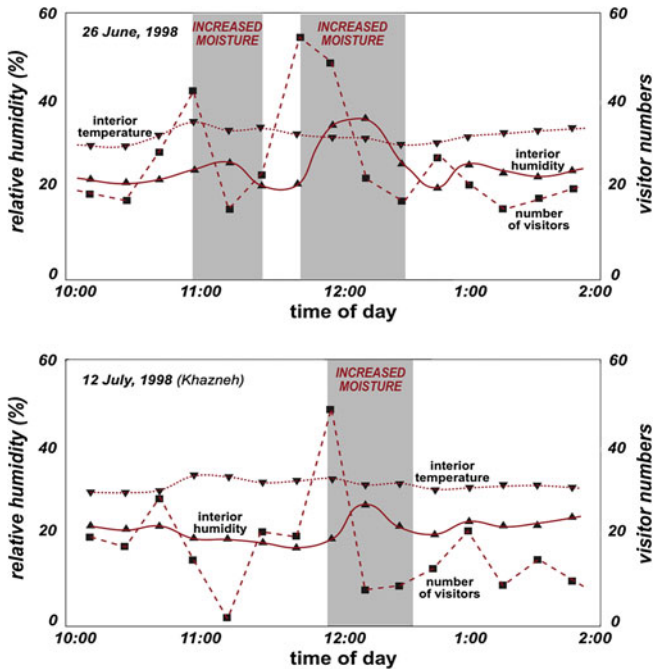 26 June, 1998
INCREASED
MOISTURE
INCREASED
MOISTURE
60
40
20
0
relative humidity (%)
60
40
20
0
visitor numbers
interior
temperature
interior
humidity
number
of visitors
10:00 11:00 12:00 1:00 2:00
time of day
12 July, 1998 (Khazneh)
INCREASED
MOISTURE
60
40
20
0
relative humidity (%)
60
40
20
0
visitor numbers
interior
temperature
interior
humidity
number
of visitors
10:00 11:00 12:00 1:00 2:00
time of day